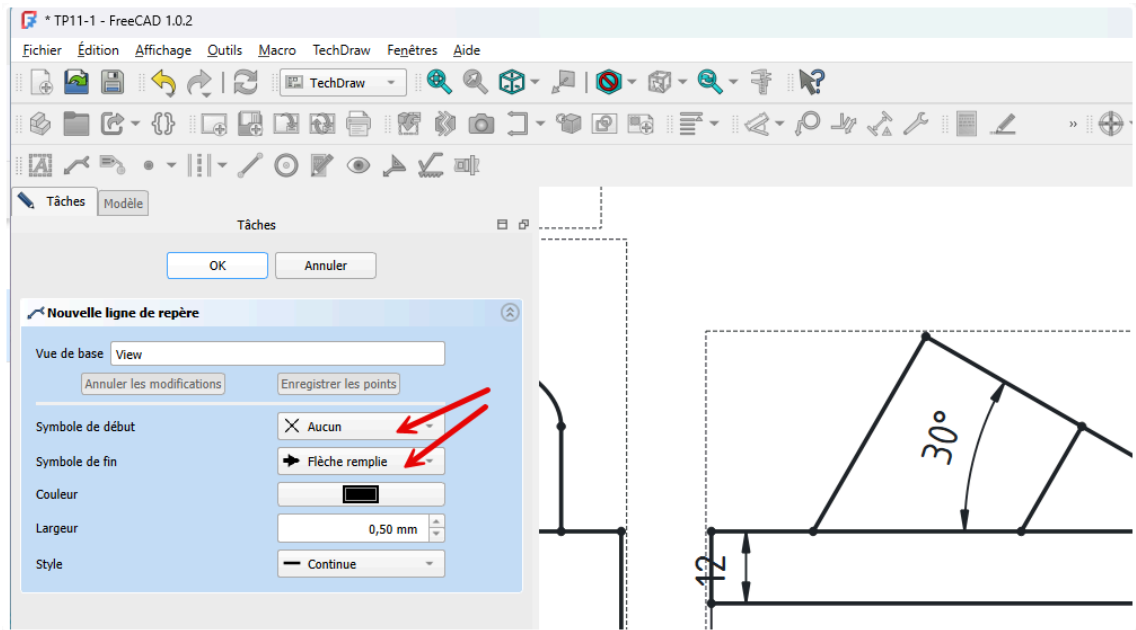 * TP11-1 - FreeCAD 1.0.2
Fichier Édition Affichage Outils Macro TechDraw Fenêtres Aide
TechDraw
»
A
Tâches Modèle
Tâches
OK Annuler
Nouvelle ligne de repère
Vue de base View
Annuler les modifications Enregistrer les points
Symbole de début Aucun
Symbole de fin Flèche remplie
Couleur
Largeur 0,50 mm
Style Continue
30°
12